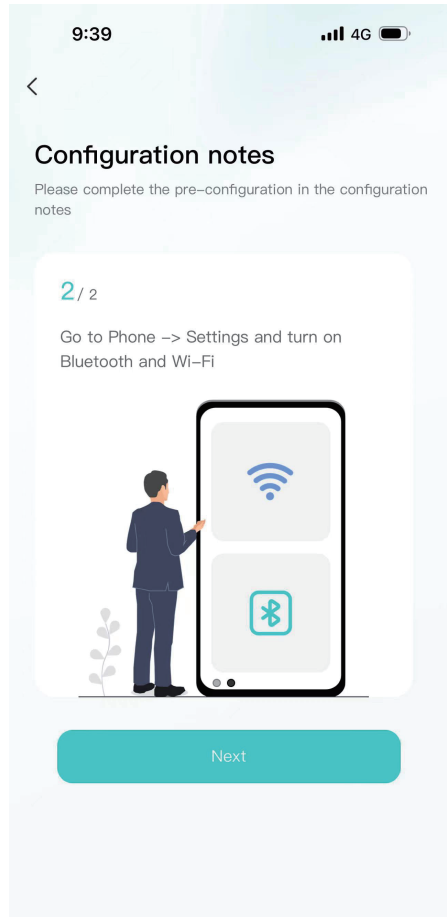 9:39
4G
Configuration notes
Please complete the pre-configuration in the configuration
notes
2/ 2
Go to Phone -> Settings and turn on
Bluetooth and Wi-Fi
Next